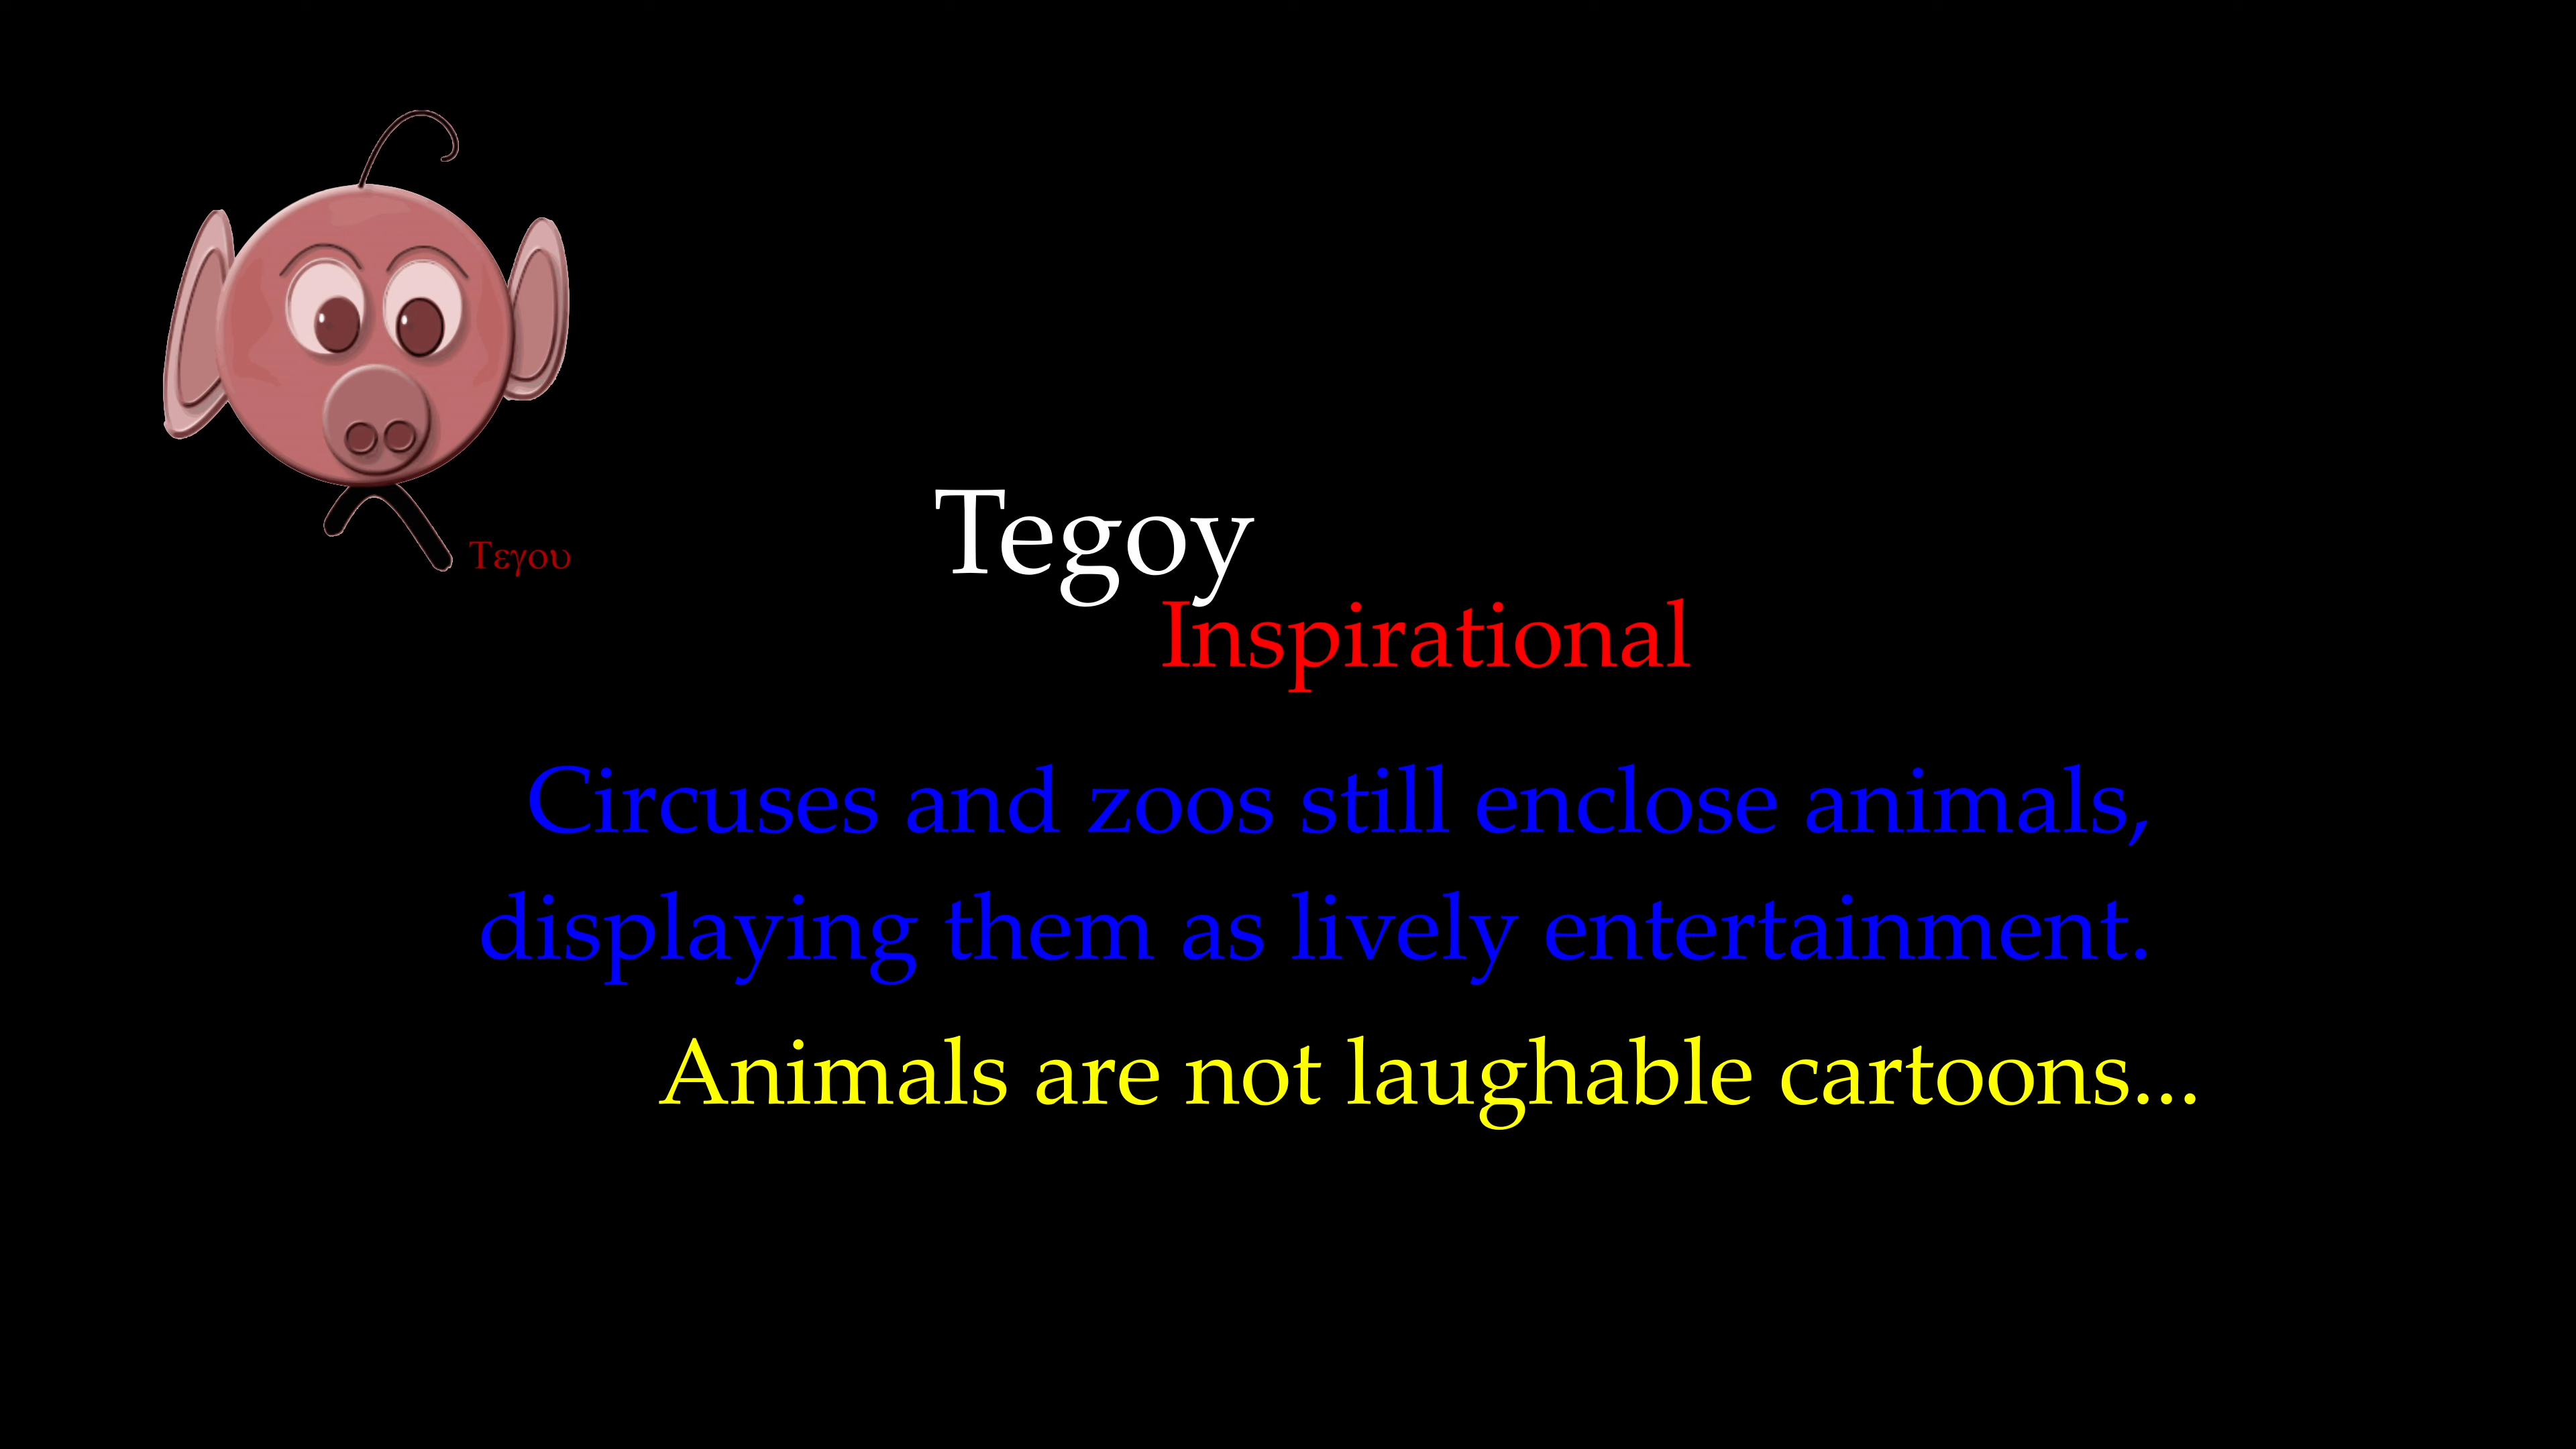 Τεγου
Tegoy
Inspirational
Circuses and zoos still enclose animals,
displaying them as lively entertainment.
Animals are not laughable cartoons...